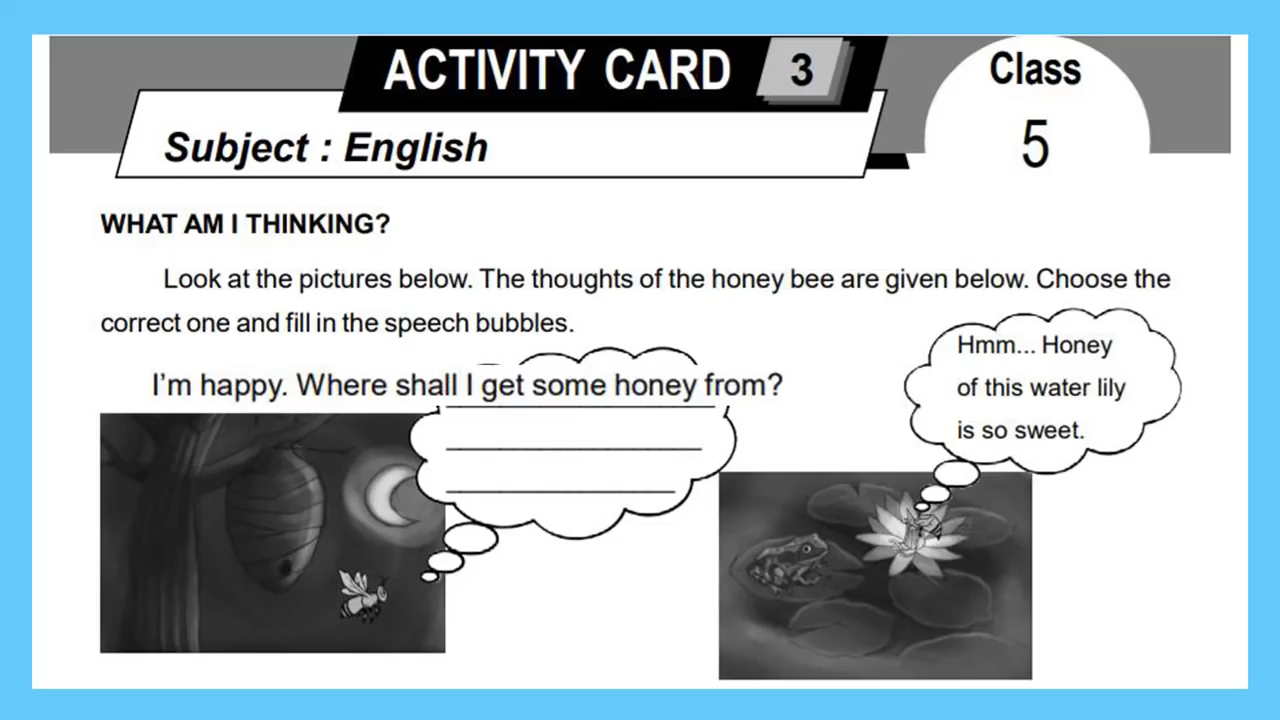 ACTIVITY CARD 3
Class
5
Subject : English
WHAT AM I THINKING?
Look at the pictures below. The thoughts of the honey bee are given below. Choose the
correct one and fill in the speech bubbles.
I'm happy. Where shall I get some honey from?
Hmm... Honey
of this water lily
is so sweet.